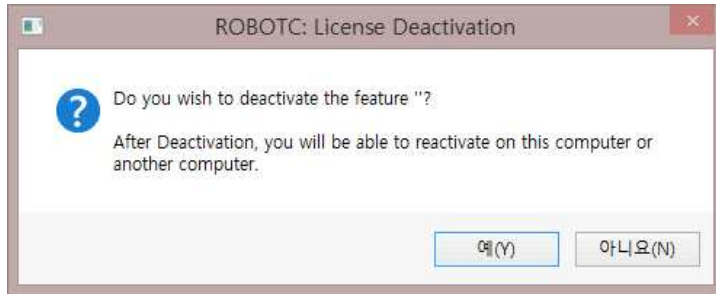 ROBOTC: License Deactivation
Do you wish to deactivate the feature ''?
After Deactivation, you will be able to reactivate on this computer or
another computer.
예(Y)
아니요(N)